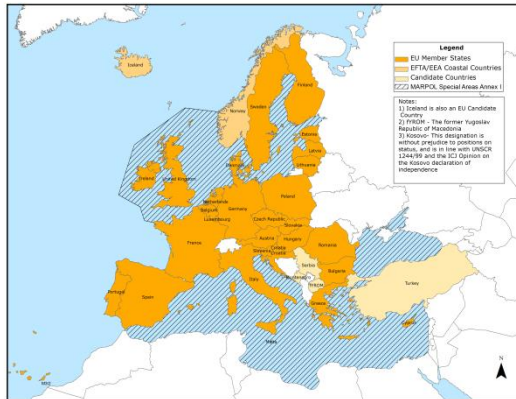 Legend
EU Member States
EFTA/EEA Coastal Countries
Candidate Countries
MARPOL Special Areas Annex I
Notes:
1) Iceland is also an EU Candidate
Country
2) FYROM - The former Yugoslav
Republic of Macedonia
3) Kosovo- This designation is
without prejudice to positions on
status, and is in line with UNSCR
1244/99 and the ICJ Opinion on
the Kosovo declaration of
independence
Iceland
Norway
Sweden
Finland
Estonia
Latvia
Lithuania
Denmark
Ireland
United Kingdom
Netherlands
Belgium
Luxembourg
Germany
Poland
Czech Republic
Slovakia
France
Austria
Hungary
Slovenia
Croatia
Croatia
Romania
Serbia
Montenegro
Bulgaria
FYROM
Italy
Portugal
Spain
Greece
Turkey
Cyprus
Malta
N